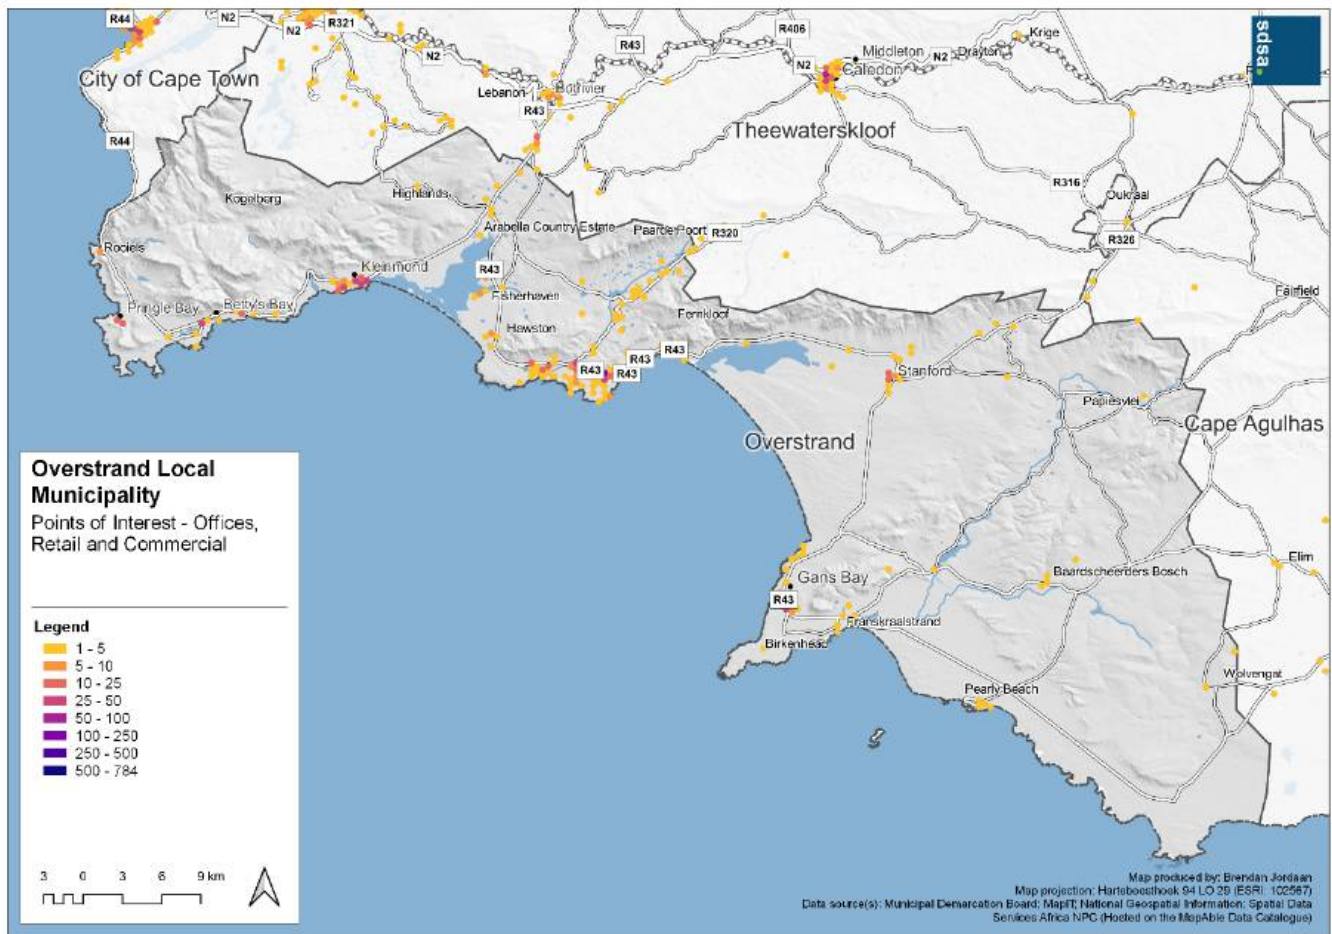 R44
N2
R321
N2
N2
R43
R406
Krige
Middleton
N2
Drayton
sdsa
City of Cape Town
Lebanon
Botrivier
N2
Caledon
R43
R44
Theewaterskloof
R316
Oukraal
Kogelberg
Highlands
Arabella Country Estate
Paardenpoort
R320
R326
Rooiels
Kleinmond
R43
Fisherhaven
Fairfield
Pringle Bay
Betty's Bay
Hawston
Fernkloof
R43
R43
R43
R43
Stanford
Papiesvlei
Overstrand
Cape Agulhas
Overstrand Local
Municipality
Points of Interest - Offices,
Retail and Commercial
Elim
Gans Bay
Baardscheerders Bosch
R43
Franskraalstrand
Birkenhead
Wolvengat
Pearly Beach
Legend
1 - 5
5 - 10
10 - 25
25 - 50
50 - 100
100 - 250
250 - 500
500 - 784
3 0 3 6 9 km
Map produced by: Brendan Jordaan
Map projection: Hartebeesthoek 94 LO 29 (ESRI: 102567)
Data source(s): Municipal Demarcation Board; MapIT; National Geospatial Information; Spatial Data
Services Africa NPC (Hosted on the MapAble Data Catalogue)